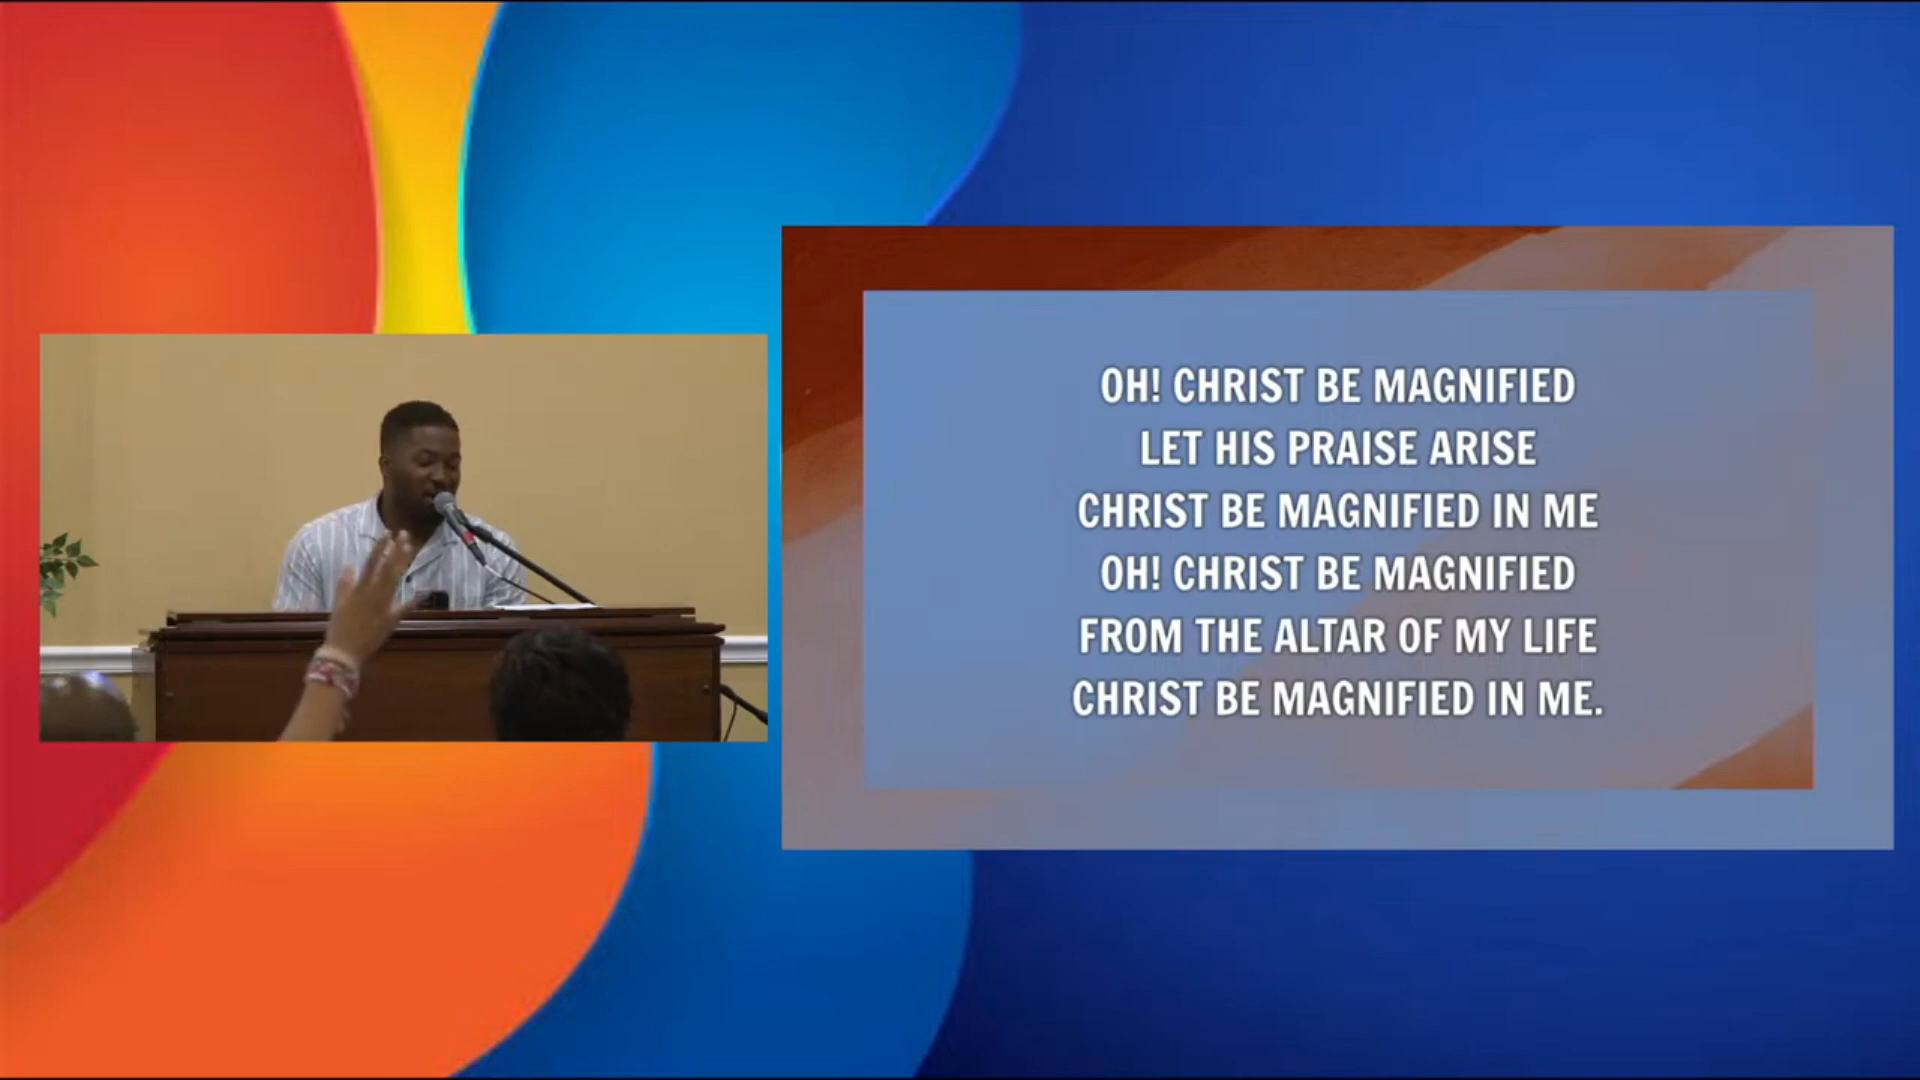 OH! CHRIST BE MAGNIFIED
LET HIS PRAISE ARISE
CHRIST BE MAGNIFIED IN ME
OH! CHRIST BE MAGNIFIED
FROM THE ALTAR OF MY LIFE
CHRIST BE MAGNIFIED IN ME.